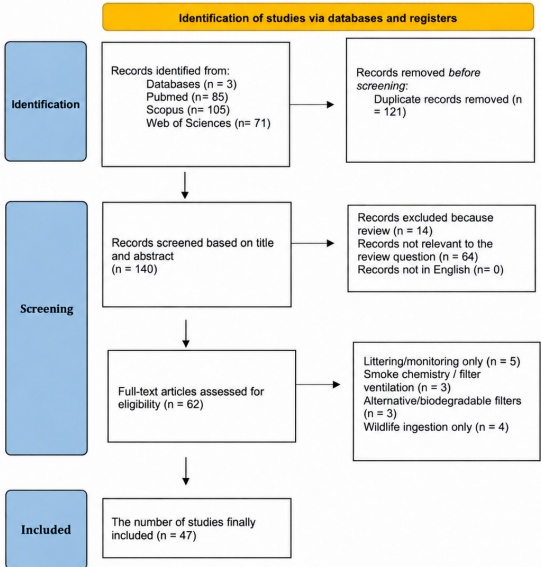 Identification of studies via databases and registers
Identification
Records identified from:
Databases (n = 3)
Pubmed (n= 85)
Scopus (n= 105)
Web of Sciences (n= 71)
Records removed before
screening:
Duplicate records removed (n
= 121)
Screening
Records screened based on title
and abstract
(n = 140)
Records excluded because
review (n = 14)
Records not relevant to the
review question (n = 64)
Records not in English (n= 0)
Full-text articles assessed for
eligibility (n = 62)
Littering/monitoring only (n = 5)
Smoke chemistry / filter
ventilation (n = 3)
Alternative/biodegradable filters
(n = 3)
Wildlife ingestion only (n = 4)
Included
The number of studies finally
included (n = 47)